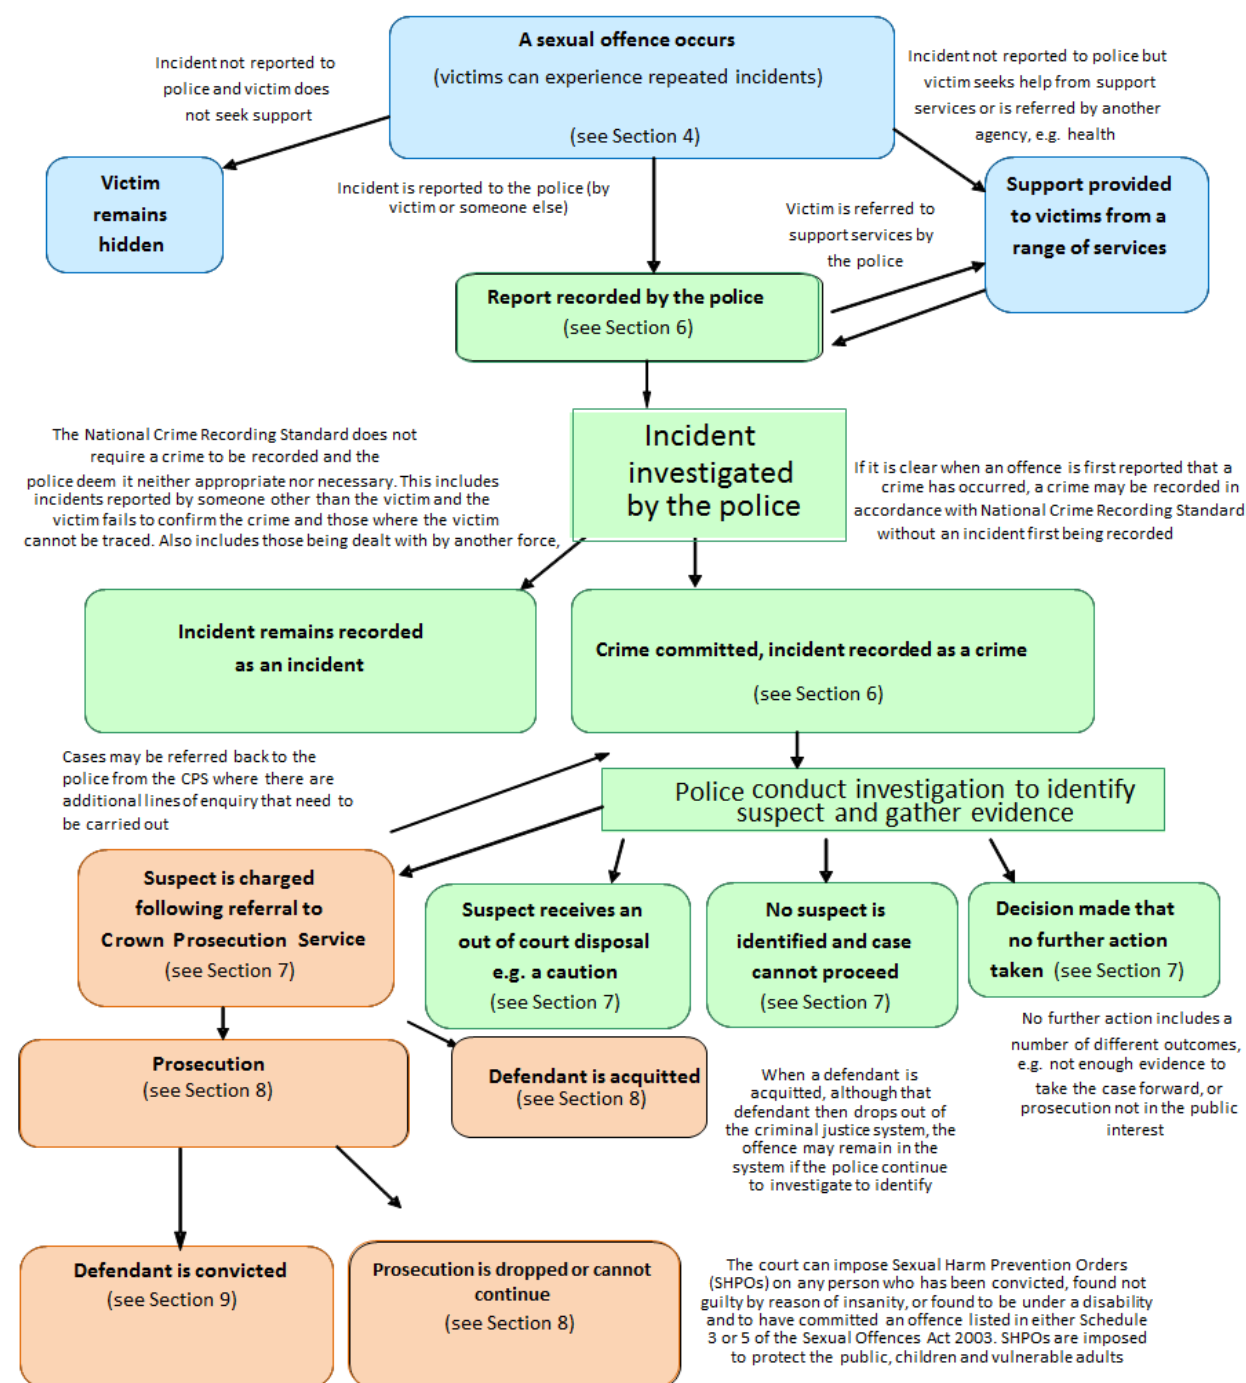 A sexual offence occurs
(victims can experience repeated incidents)
(see Section 4)
Incident not reported to
police and victim does
not seek support
Incident not reported to police but
victim seeks help from support
services or is referred by another
agency, e.g. health
Victim
remains
hidden
Incident is reported to the police (by
victim or someone else)
Victim is referred to
support services by
the police
Support provided
to victims from a
range of services
Report recorded by the police
(see Section 6)
Incident
investigated
by the police
The National Crime Recording Standard does not
require a crime to be recorded and the
police deem it neither appropriate nor necessary. This includes
incidents reported by someone other than the victim and the
victim fails to confirm the crime and those where the victim
cannot be traced. Also includes those being dealt with by another force,
If it is clear when an offence is first reported that a
crime has occurred, a crime may be recorded in
accordance with National Crime Recording Standard
without an incident first being recorded
Incident remains recorded
as an incident
Crime committed, incident recorded as a crime
(see Section 6)
Cases may be referred back to the
police from the CPS where there are
additional lines of enquiry that need to
be carried out
Police conduct investigation to identify
suspect and gather evidence
Suspect is charged
following referral to
Crown Prosecution Service
(see Section 7)
Suspect receives an
out of court disposal
e.g. a caution
(see Section 7)
No suspect is
identified and case
cannot proceed
(see Section 7)
Decision made that
no further action
taken (see Section 7)
No further action includes a
number of different outcomes,
e.g. not enough evidence to
take the case forward, or
prosecution not in the public
interest
Prosecution
(see Section 8)
Defendant is acquitted
(see Section 8)
When a defendant is
acquitted, although that
defendant then drops out of
the criminal justice system, the
offence may remain in the
system if the police continue
to investigate to identify
Defendant is convicted
(see Section 9)
Prosecution is dropped or cannot
continue
(see Section 8)
The court can impose Sexual Harm Prevention Orders
(SHPOs) on any person who has been convicted, found not
guilty by reason of insanity, or found to be under a disability
and to have committed an offence listed in either Schedule
3 or 5 of the Sexual Offences Act 2003. SHPOs are imposed
to protect the public, children and vulnerable adults